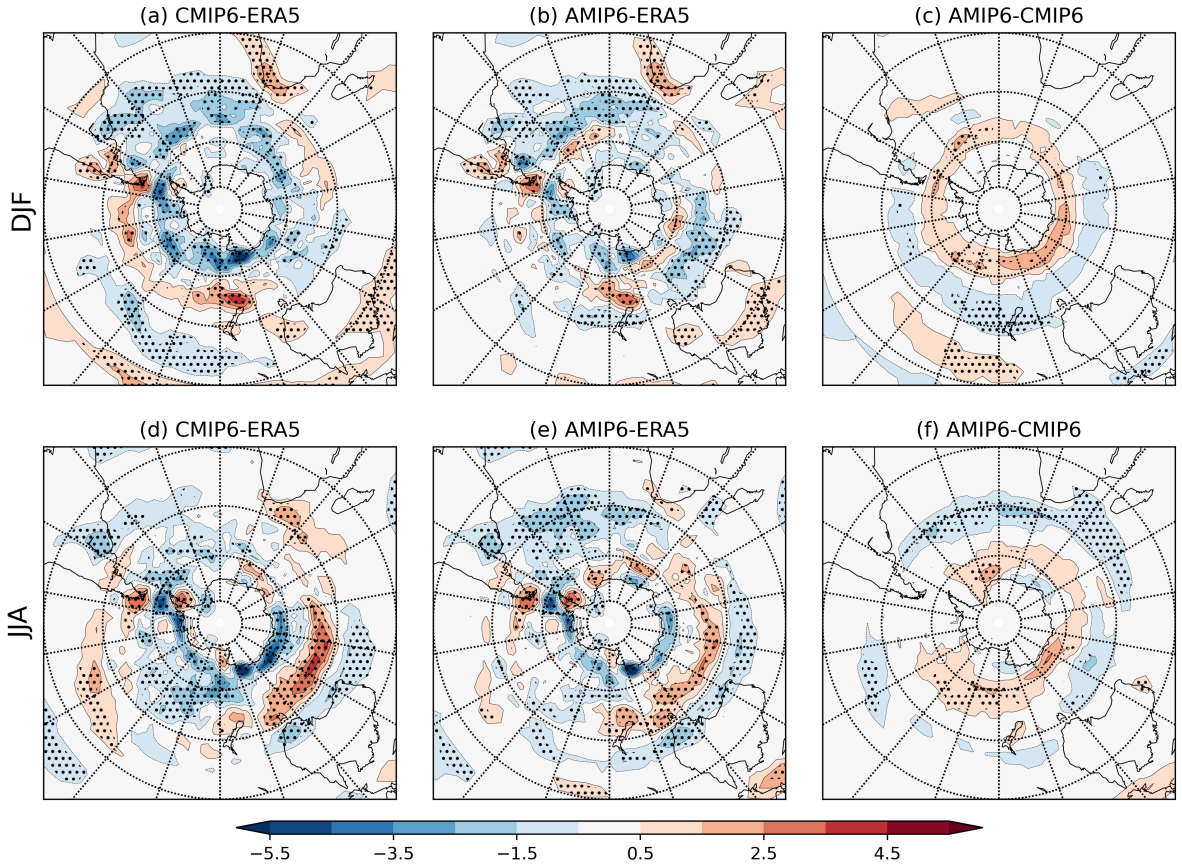 (a) CMIP6-ERA5
(b) AMIP6-ERA5
(c) AMIP6-CMIP6
DJF
(d) CMIP6-ERA5
(e) AMIP6-ERA5
(f) AMIP6-CMIP6
JJA
−5.5 −3.5 −1.5 0.5 2.5 4.5